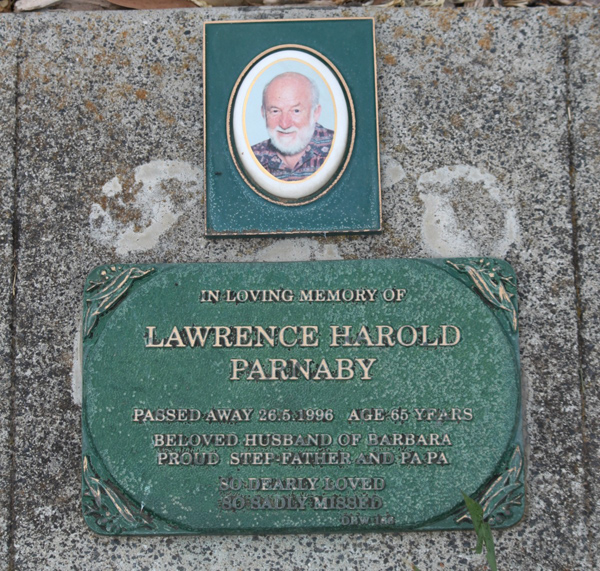 IN LOVING MEMORY OF
LAWRENCE HAROLD
PARNABY
PASSED AWAY 26.5.1996 AGE 65 YEARS
BELOVED HUSBAND OF BARBARA
PROUD STEP-FATHER AND PA PA
SO DEARLY LOVED
SO SADLY MISSED